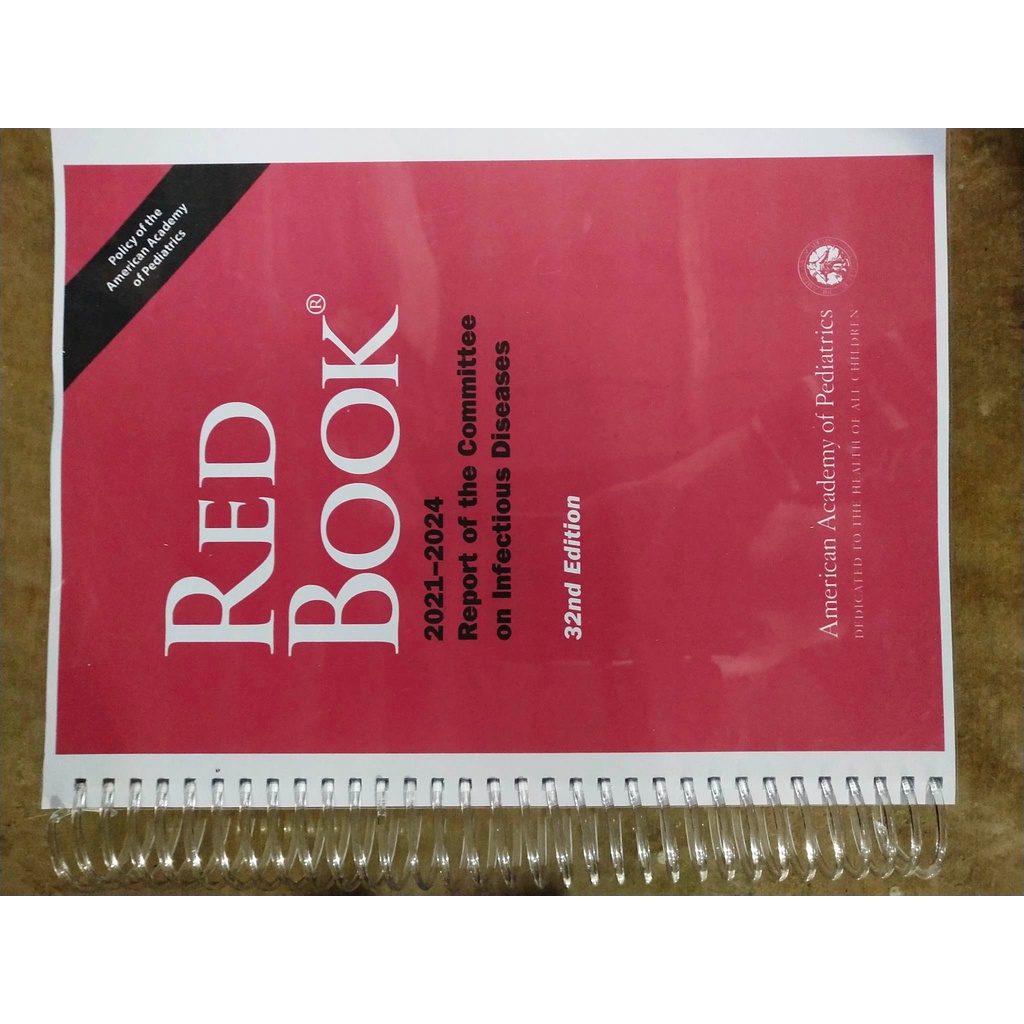 Policy of the
American Academy
of Pediatrics
RED
BOOK®
2021–2024
Report of the Committee
on Infectious Diseases
32nd Edition
American Academy of Pediatrics
DEDICATED TO THE HEALTH OF ALL CHILDREN